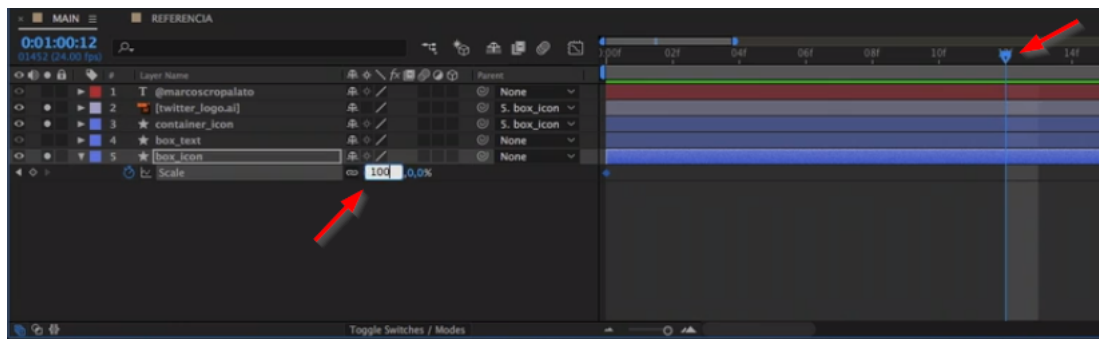 × MAIN ≡ REFERENCIA
0:01:00:12
01452 (24.00 fps)
):00f 02f 04f 06f 08f 10f 14f
# Layer Name Parent
1 T @marcoscropalato None
2 [twitter_logo.ai] 5. box_icon
3 container_icon 5. box_icon
4 box_text None
5 box_icon None
Scale 100 ,0,0%
Toggle Switches / Modes